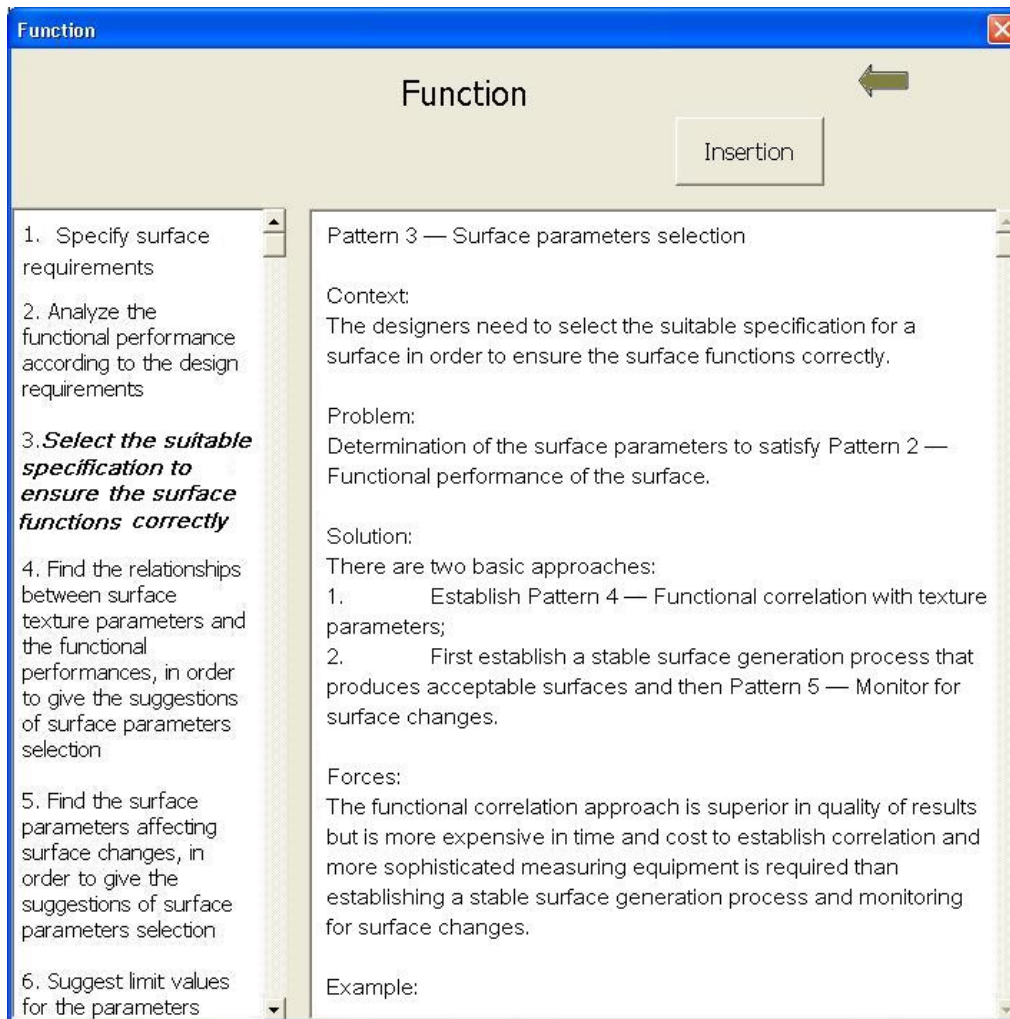 Function
Function
Insertion
1. Specify surface
requirements
2. Analyze the
functional performance
according to the design
requirements
3.Select the suitable
specification to
ensure the surface
functions correctly
4. Find the relationships
between surface
texture parameters and
the functional
performances, in order
to give the suggestions
of surface parameters
selection
5. Find the surface
parameters affecting
surface changes, in
order to give the
suggestions of surface
parameters selection
6. Suggest limit values
for the parameters
Pattern 3 — Surface parameters selection
Context:
The designers need to select the suitable specification for a
surface in order to ensure the surface functions correctly.
Problem:
Determination of the surface parameters to satisfy Pattern 2 —
Functional performance of the surface.
Solution:
There are two basic approaches:
1. Establish Pattern 4 — Functional correlation with texture
parameters;
2. First establish a stable surface generation process that
produces acceptable surfaces and then Pattern 5 — Monitor for
surface changes.
Forces:
The functional correlation approach is superior in quality of results
but is more expensive in time and cost to establish correlation and
more sophisticated measuring equipment is required than
establishing a stable surface generation process and monitoring
for surface changes.
Example: